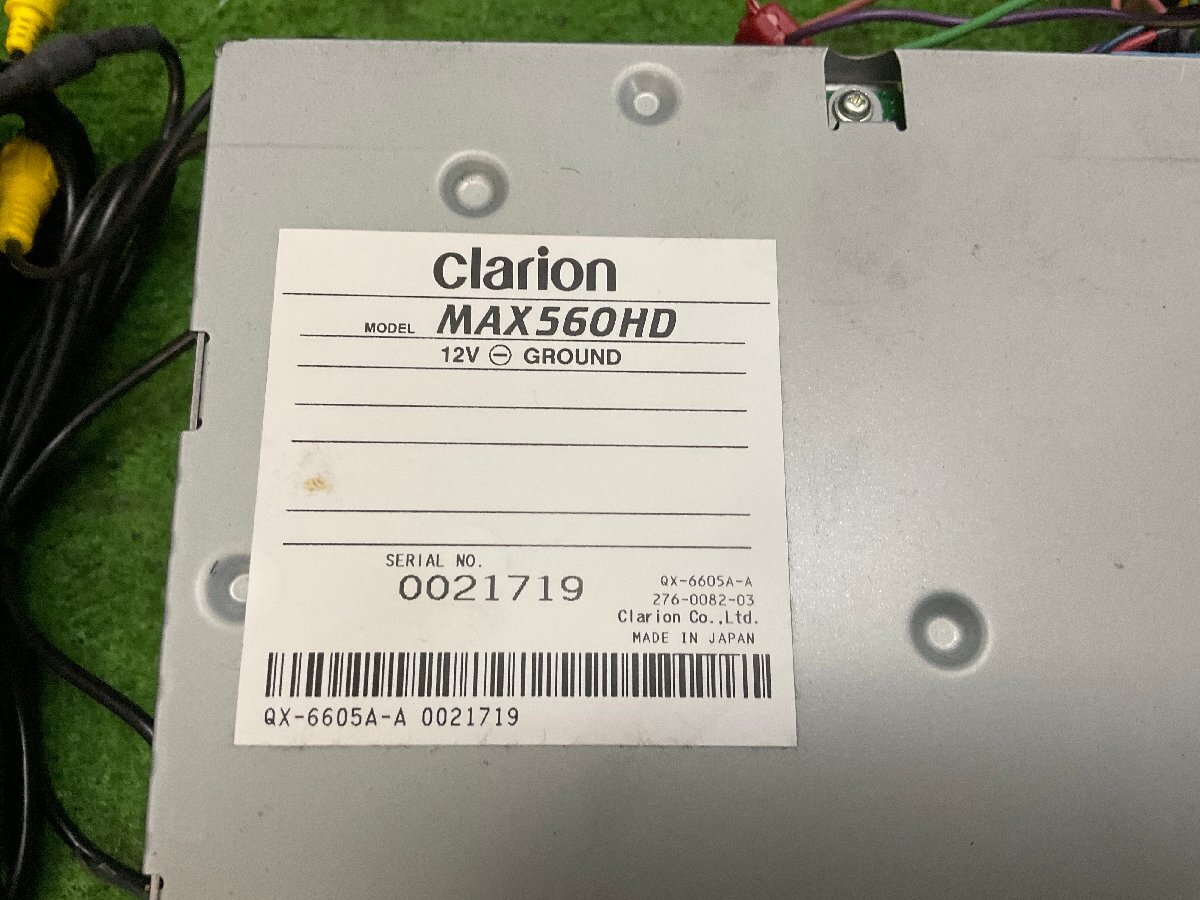 clarion
MODEL MAX560HD
12V ⊖ GROUND
SERIAL NO.
0021719
QX-6605A-A
276-0082-03
Clarion Co.,Ltd.
MADE IN JAPAN
QX-6605A-A 0021719